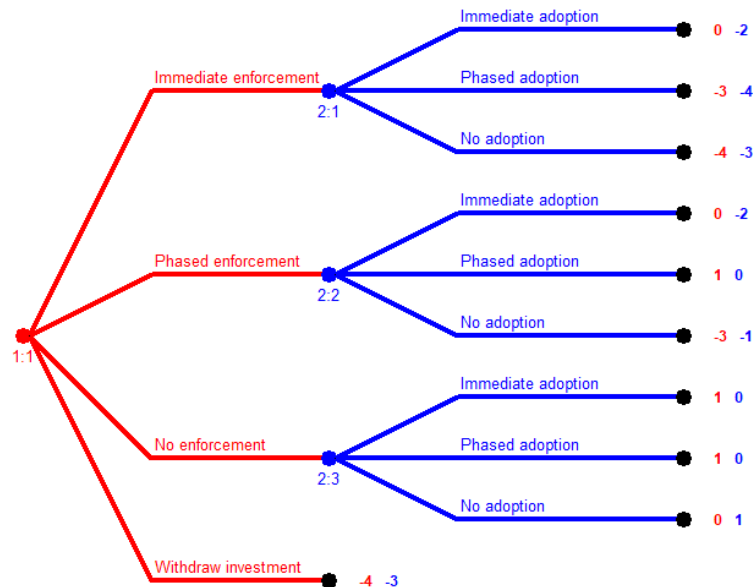 Immediate adoption
0 -2
Immediate enforcement
Phased adoption
-3 -4
2:1
No adoption
-4 -3
Immediate adoption
0 -2
Phased enforcement
Phased adoption
1 0
2:2
No adoption
-3 -1
1:1
Immediate adoption
1 0
No enforcement
Phased adoption
1 0
2:3
No adoption
0 1
Withdraw investment
-4 -3